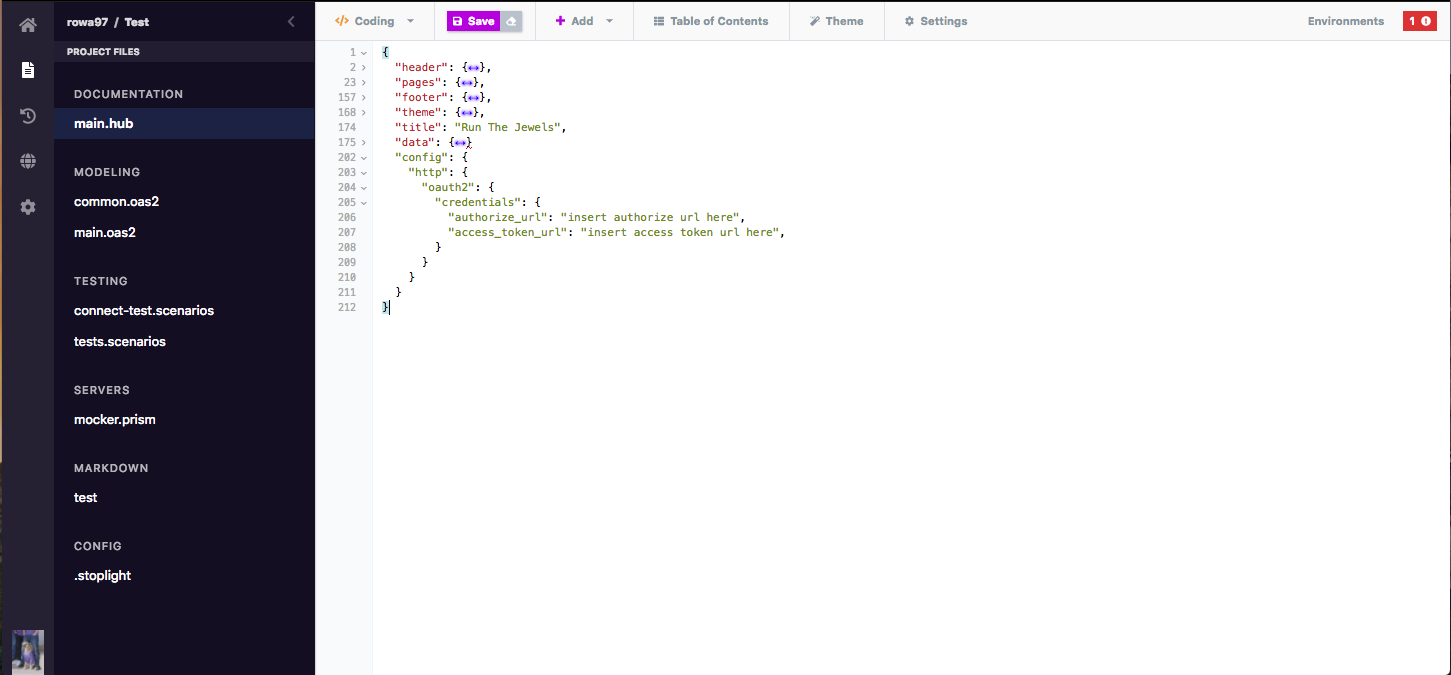 rowa97 / Test
Coding
Save
Add
Table of Contents
Theme
Settings
Environments
1
PROJECT FILES
DOCUMENTATION
main.hub
MODELING
common.oas2
main.oas2
TESTING
connect-test.scenarios
tests.scenarios
SERVERS
mocker.prism
MARKDOWN
test
CONFIG
.stoplight
1 {
2 "header": {↔},
23 "pages": {↔},
157 "footer": {↔},
168 "theme": {↔},
174 "title": "Run The Jewels",
175 "data": {↔}
202 "config": {
203 "http": {
204 "oauth2": {
205 "credentials": {
206 "authorize_url": "insert authorize url here",
207 "access_token_url": "insert access token url here",
208 }
209 }
210 }
211 }
212 }